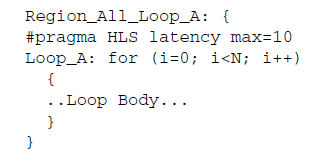 Region_All_Loop_A: {
#pragma HLS latency max=10
Loop_A: for (i=0; i<N; i++)
{
..Loop Body...
}
}